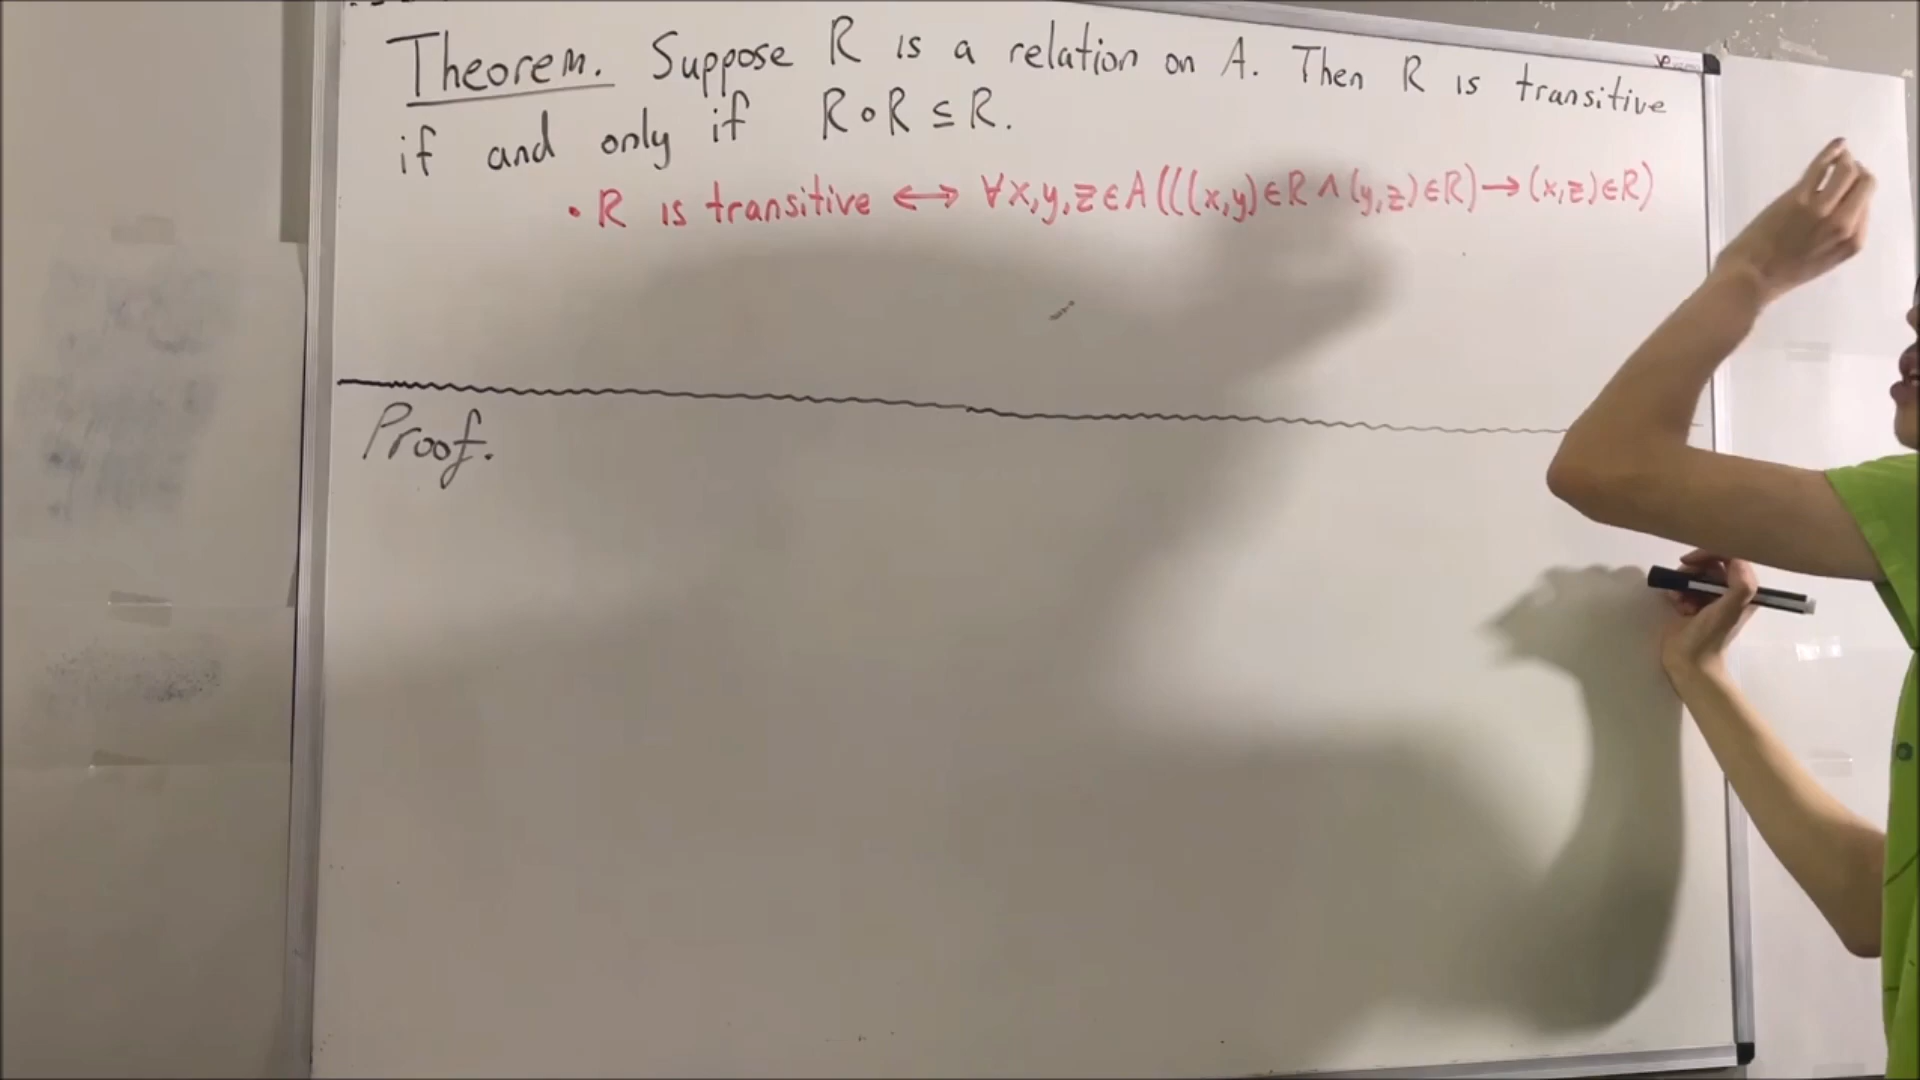 Theorem. Suppose R is a relation on A. Then R is transitive
if and only if R∘R ⊆ R.
• R is transitive ↔ ∀x,y,z∈A(((x,y)∈R ∧ (y,z)∈R)→(x,z)∈R)
Proof.